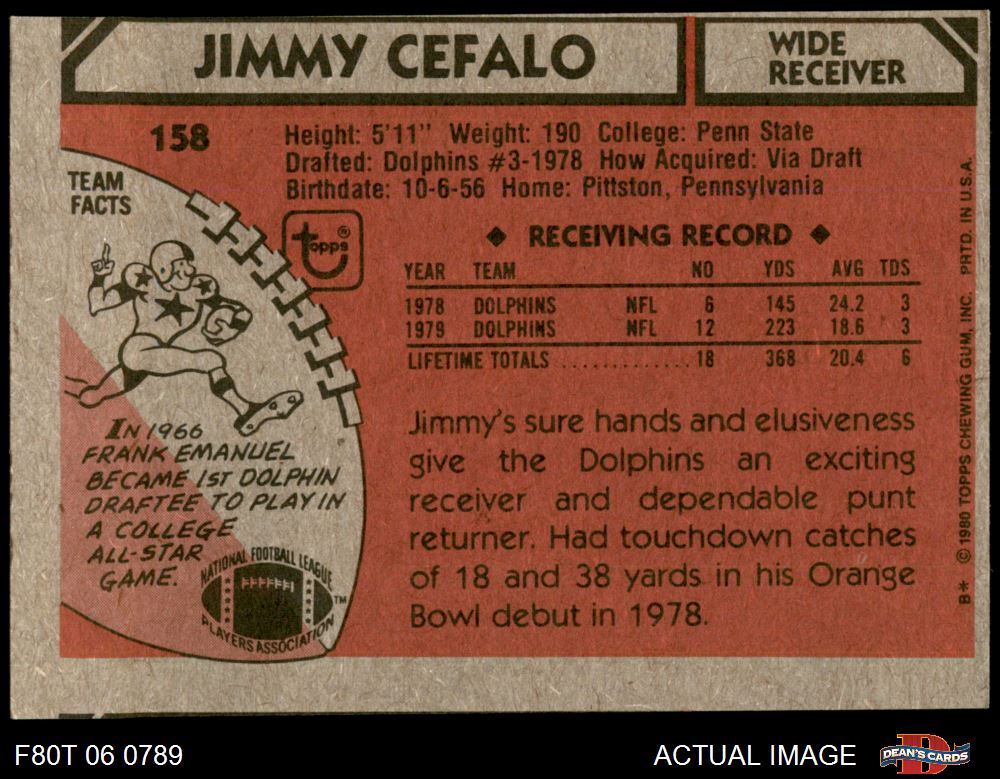 JIMMY CEFALO
WIDE
RECEIVER
158
Height: 5'11" Weight: 190 College: Penn State
Drafted: Dolphins #3-1978 How Acquired: Via Draft
Birthdate: 10-6-56 Home: Pittston, Pennsylvania
TEAM
FACTS
topps®
◆ RECEIVING RECORD ◆
YEAR TEAM NO YDS AVG TDS
1978 DOLPHINS NFL 6 145 24.2 3
1979 DOLPHINS NFL 12 223 18.6 3
LIFETIME TOTALS .............. 18 368 20.4 6
Jimmy's sure hands and elusiveness
give the Dolphins an exciting
receiver and dependable punt
returner. Had touchdown catches
of 18 and 38 yards in his Orange
Bowl debut in 1978.
IN 1966
FRANK EMANUEL
BECAME 1ST DOLPHIN
DRAFTEE TO PLAY IN
A COLLEGE
ALL-STAR
GAME.
NATIONAL FOOTBALL LEAGUE
PLAYERS ASSOCIATION
TM
B* © 1980 TOPPS CHEWING GUM, INC. PRTD. IN U.S.A.
F80T 06 0789
ACTUAL IMAGE
DEAN'S CARDS